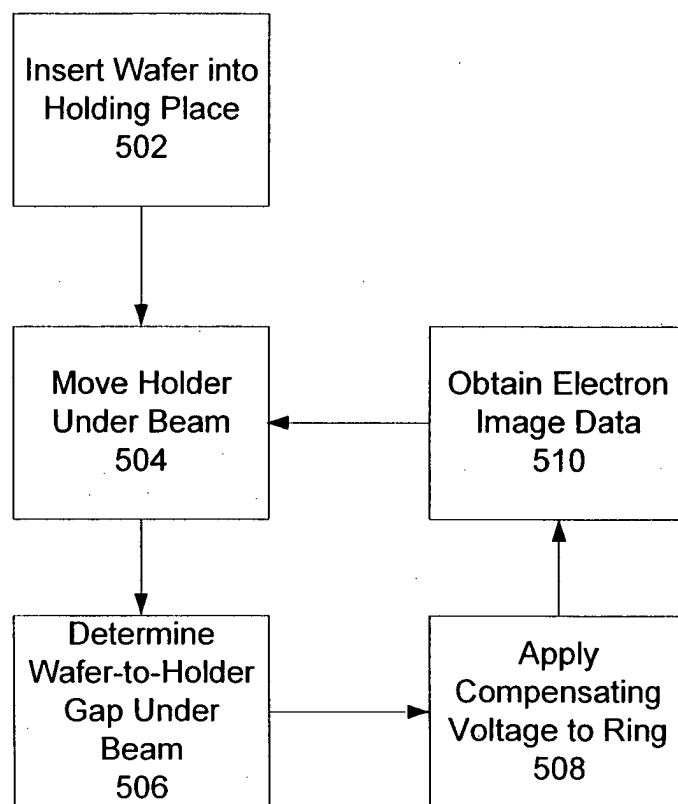 Insert Wafer into
Holding Place
502
Move Holder
Under Beam
504
Determine
Wafer-to-Holder
Gap Under
Beam
506
Apply
Compensating
Voltage to Ring
508
Obtain Electron
Image Data
510